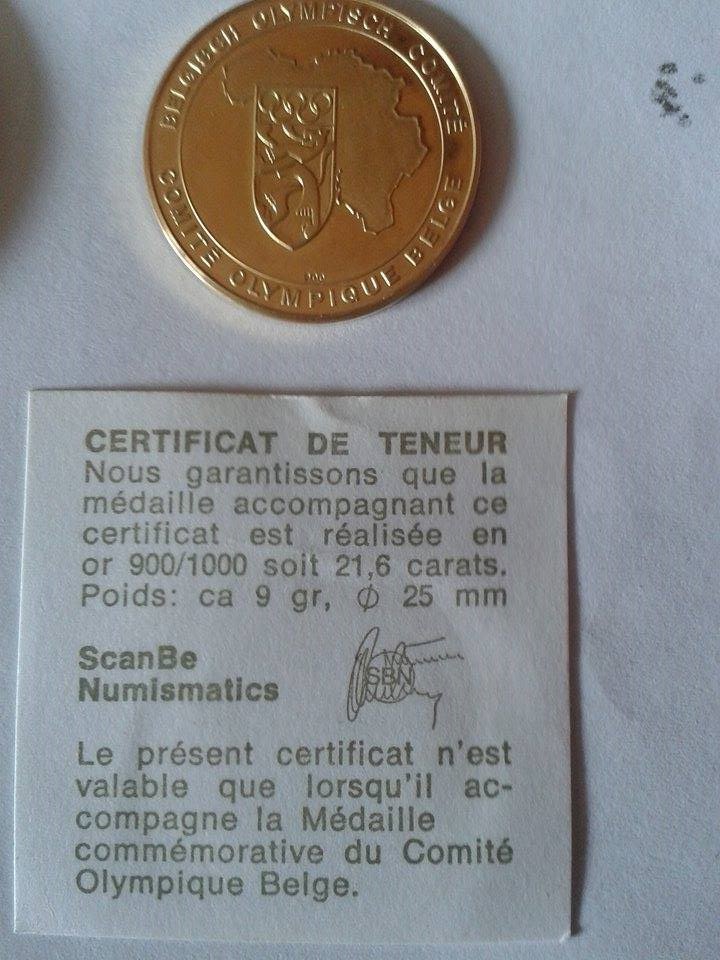 BELGISCH OLYMPISCH COMITÉ
COMITÉ OLYMPIQUE BELGE
900
CERTIFICAT DE TENEUR
Nous garantissons que la
médaille accompagnant ce
certificat est réalisée en
or 900/1000 soit 21,6 carats.
Poids: ca 9 gr, ϕ 25 mm
ScanBe
Numismatics
SBN
Le présent certificat n'est
valable que lorsqu'il ac-
compagne la Médaille
commémorative du Comité
Olympique Belge.